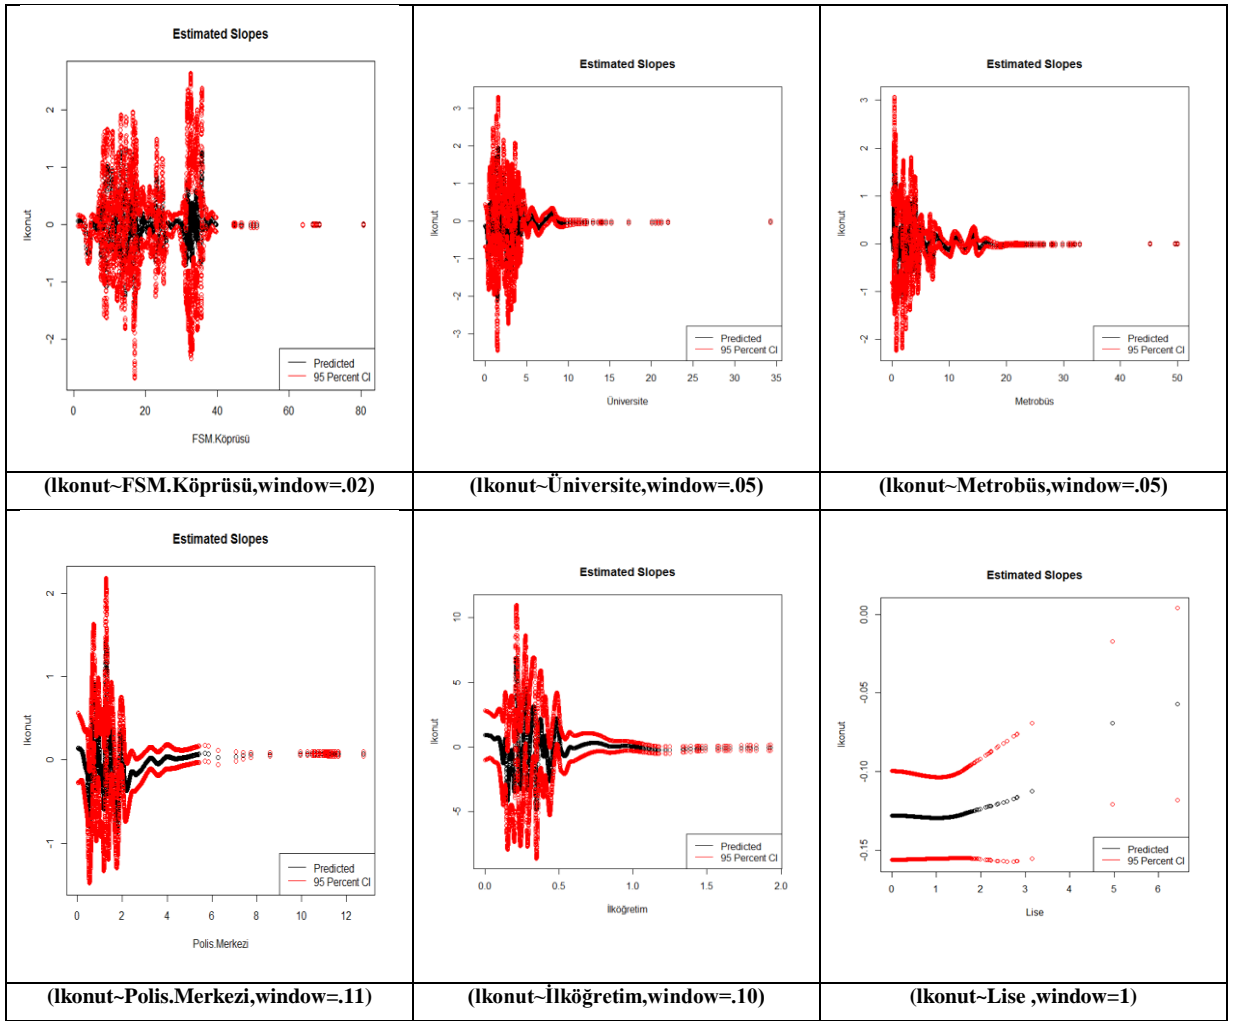 Estimated Slopes
lkonut
2
1
0
-1
-2
0 20 40 60 80
FSM.Köprüsü
Predicted
95 Percent CI
Estimated Slopes
lkonut
3
2
1
0
-1
-2
-3
0 5 10 15 20 25 30 35
Üniversite
Predicted
95 Percent CI
Estimated Slopes
lkonut
3
2
1
0
-1
-2
0 10 20 30 40 50
Metrobüs
Predicted
95 Percent CI
(lkonut~FSM.Köprüsü,window=.02)
(lkonut~Üniversite,window=.05)
(lkonut~Metrobüs,window=.05)
Estimated Slopes
lkonut
2
1
0
-1
0 2 4 6 8 10 12
Polis.Merkezi
Predicted
95 Percent CI
Estimated Slopes
lkonut
10
5
0
-5
0.0 0.5 1.0 1.5 2.0
İlköğretim
Predicted
95 Percent CI
Estimated Slopes
lkonut
0.00
-0.05
-0.10
-0.15
0 1 2 3 4 5 6
Lise
Predicted
95 Percent CI
(lkonut~Polis.Merkezi,window=.11)
(lkonut~İlköğretim,window=.10)
(lkonut~Lise ,window=1)